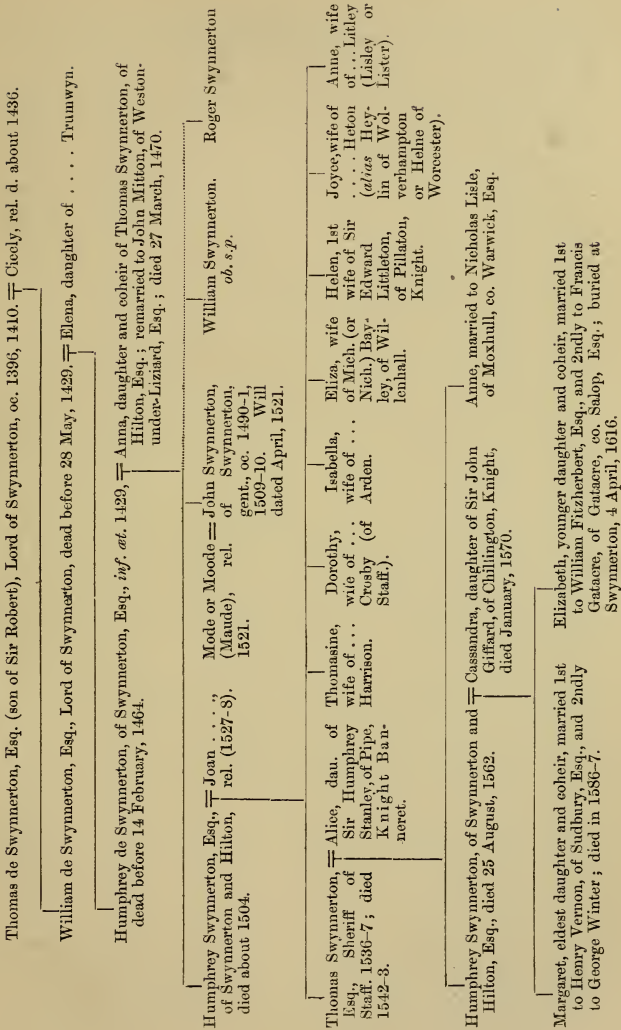 Thomas de Swynnerton, Esq. (son of Sir Robert), Lord of Swynnerton, oc. 1396, 1410. = Cicely, rel. d. about 1436.
William de Swynnerton, Esq., Lord of Swynnerton, dead before 28 May, 1429. = Elena, daughter of . . . . . Trumwyn.
Humphrey de Swynnerton, of Swynnerton, Esq., inf. æt. 1429,
dead before 14 February, 1464.
= Anna, daughter and coheir of Thomas Swynnerton, of
Hilton, Esq. ; remarried to John Mitton, of Weston-
under-Liziard, Esq. ; died 27 March, 1470.
Humphrey Swynnerton, Esq.,
of Swynnerton and Hilton,
died about 1504.
= Joan . . . .,
rel. (1527-8).
Mode or Moode
(Maude), rel.
1521.
= John Swynnerton,
of Swynnerton,
gent., oc. 1490-1,
1509-10. Will
dated April, 1521.
William Swynnerton.
ob. s.p.
Roger Swynnerton
Thomas Swynnerton,
Esq., Sheriff of
Staff. 1536-7 ; died
1542-3.
= Alice, dau. of
Sir Humphrey
Stanley, of Pipe,
Knight Ban-
neret.
Thomasine,
wife of . . .
Harrison.
Dorothy,
wife of . . .
Crosby (of
Staff.).
Isabella,
wife of . . .
Arden.
Eliza, wife
of Mich. (or
Nich.) Bay-
ley, of Wil-
lenhall.
Helen, 1st
wife of Sir
Edward
Littleton,
of Pillaton,
Knight.
Joyce, wife of
. . . . . Heton
(alias Hey-
lin of Wol-
verhampton
or Helne of
Worcester).
Anne, wife
of . . . Litley
(Lisley or
Lister).
Humphrey Swynnerton, of Swynnerton and
Hilton, Esq., died 25 August, 1562.
= Cassandra, daughter of Sir John
Giffard, of Chillington, Knight,
died January, 1570.
Anne, married to Nicholas Lisle,
of Moxhull, co. Warwick, Esq.
Margaret, eldest daughter and coheir, married 1st
to Henry Vernon, of Sudbury, Esq., and 2ndly
to George Winter ; died in 1586-7.
Elizabeth, younger daughter and coheir, married 1st
to William Fitzherbert, Esq., and 2ndly to Francis
Gatacre, of Gatacre, co. Salop, Esq. ; buried at
Swynnerton, 4 April, 1616.